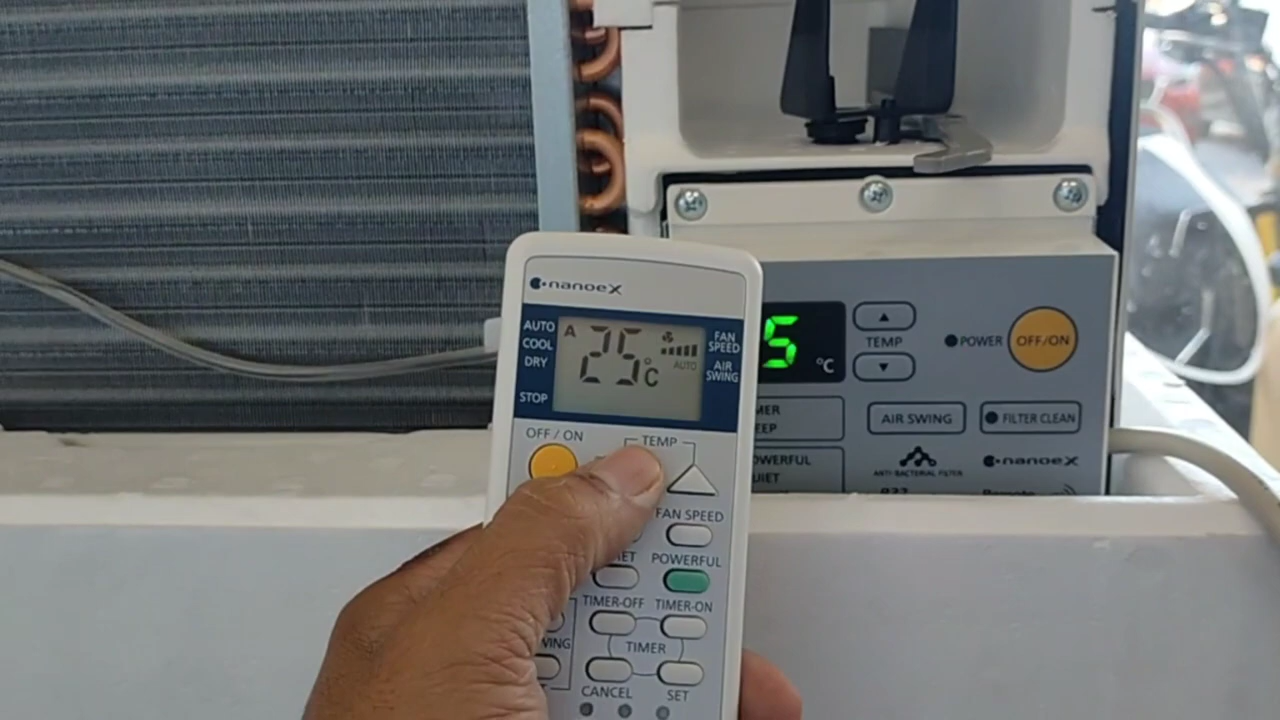 nanoeX
AUTO
COOL
DRY
STOP
A
25°C
AUTO
FAN
SPEED
AIR
SWING
OFF / ON
TEMP
FAN SPEED
POWERFUL
TIMER-OFF
TIMER-ON
TIMER
CANCEL
SET
5
°C
TEMP
POWER
OFF/ON
AIR SWING
FILTER CLEAN
ANTI-BACTERIAL FILTER
nanoeX